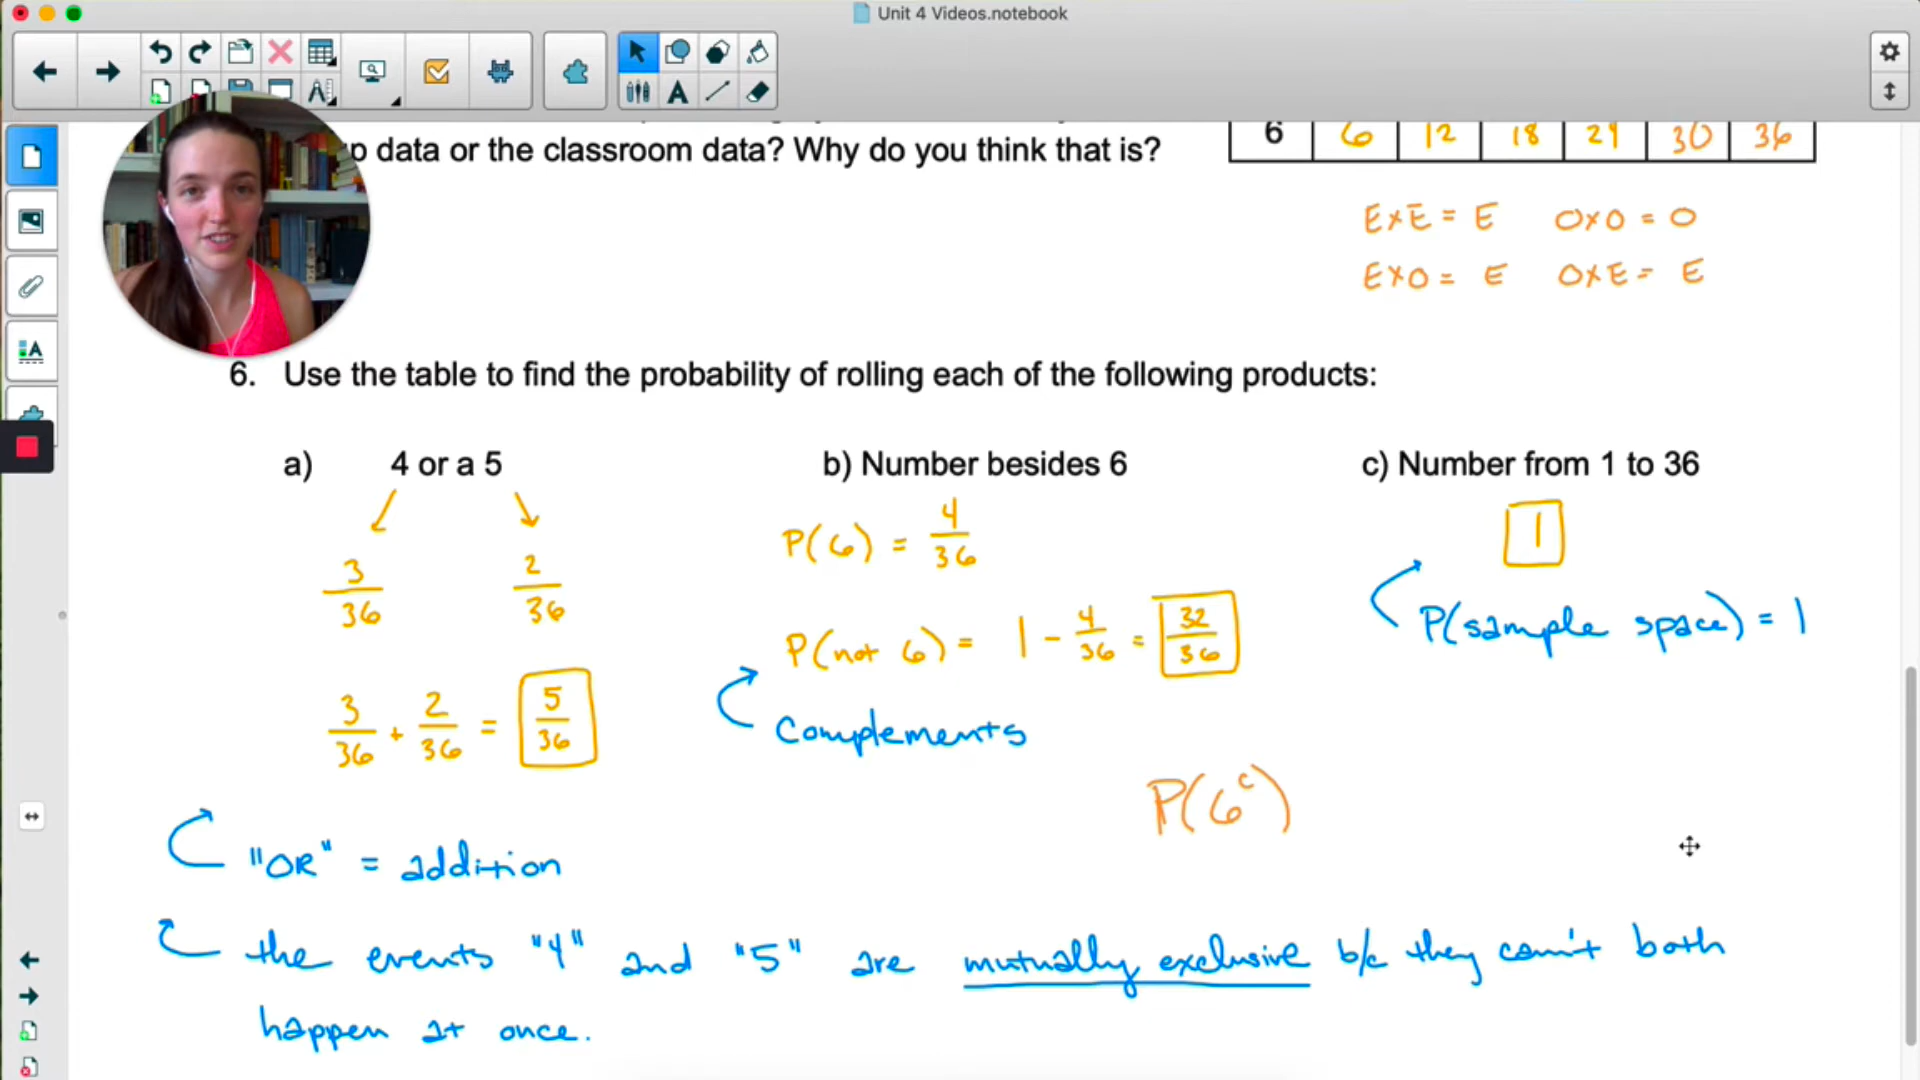 Unit 4 Videos.notebook
p data or the classroom data? Why do you think that is?
6 6 12 18 24 30 36
E×E = E O×O = O
E×O = E O×E = E
6. Use the table to find the probability of rolling each of the following products:
a) 4 or a 5
3/36 2/36
3/36 + 2/36 = 5/36
"OR" = addition
b) Number besides 6
P(6) = 4/36
P(not 6) = 1 - 4/36 = 32/36
Complements
P(6ᶜ)
c) Number from 1 to 36
1
P(sample space) = 1
the events "4" and "5" are mutually exclusive b/c they can't both
happen at once.